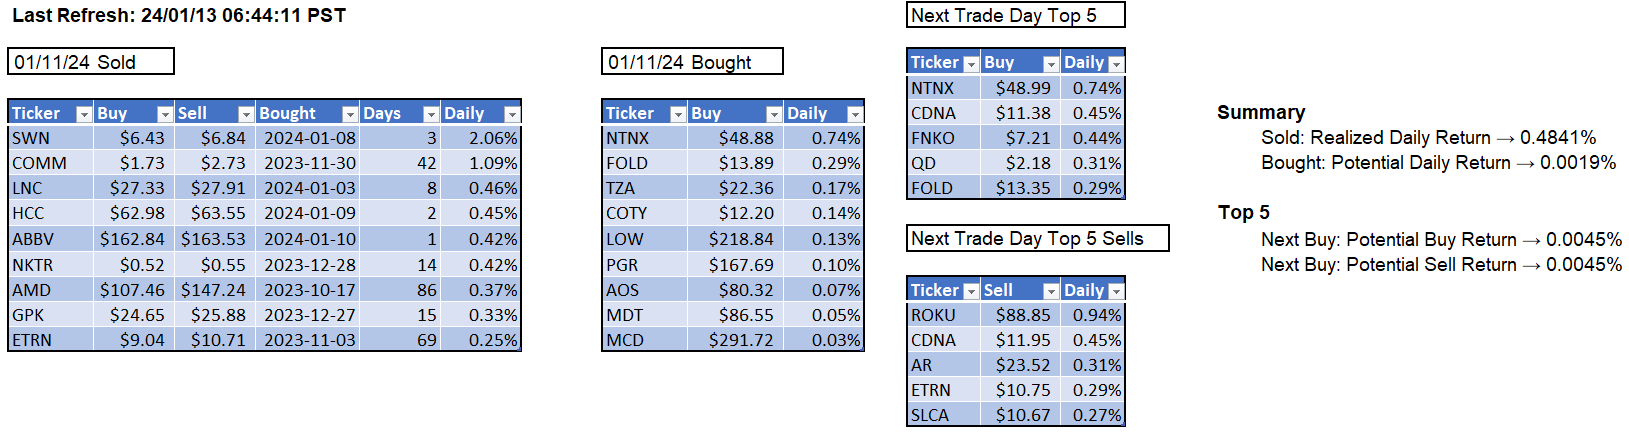 Last Refresh: 24/01/13 06:44:11 PST
01/11/24 Sold
Ticker Buy Sell Bought Days Daily
SWN $6.43 $6.84 2024-01-08 3 2.06%
COMM $1.73 $2.73 2023-11-30 42 1.09%
LNC $27.33 $27.91 2024-01-03 8 0.46%
HCC $62.98 $63.55 2024-01-09 2 0.45%
ABBV $162.84 $163.53 2024-01-10 1 0.42%
NKTR $0.52 $0.55 2023-12-28 14 0.42%
AMD $107.46 $147.24 2023-10-17 86 0.37%
GPK $24.65 $25.88 2023-12-27 15 0.33%
ETRN $9.04 $10.71 2023-11-03 69 0.25%
01/11/24 Bought
Ticker Buy Daily
NTNX $48.88 0.74%
FOLD $13.89 0.29%
TZA $22.36 0.17%
COTY $12.20 0.14%
LOW $218.84 0.13%
PGR $167.69 0.10%
AOS $80.32 0.07%
MDT $86.55 0.05%
MCD $291.72 0.03%
Next Trade Day Top 5
Ticker Buy Daily
NTNX $48.99 0.74%
CDNA $11.38 0.45%
FNKO $7.21 0.44%
QD $2.18 0.31%
FOLD $13.35 0.29%
Next Trade Day Top 5 Sells
Ticker Sell Daily
ROKU $88.85 0.94%
CDNA $11.95 0.45%
AR $23.52 0.31%
ETRN $10.75 0.29%
SLCA $10.67 0.27%
Summary
Sold: Realized Daily Return → 0.4841%
Bought: Potential Daily Return → 0.0019%
Top 5
Next Buy: Potential Buy Return → 0.0045%
Next Buy: Potential Sell Return → 0.0045%